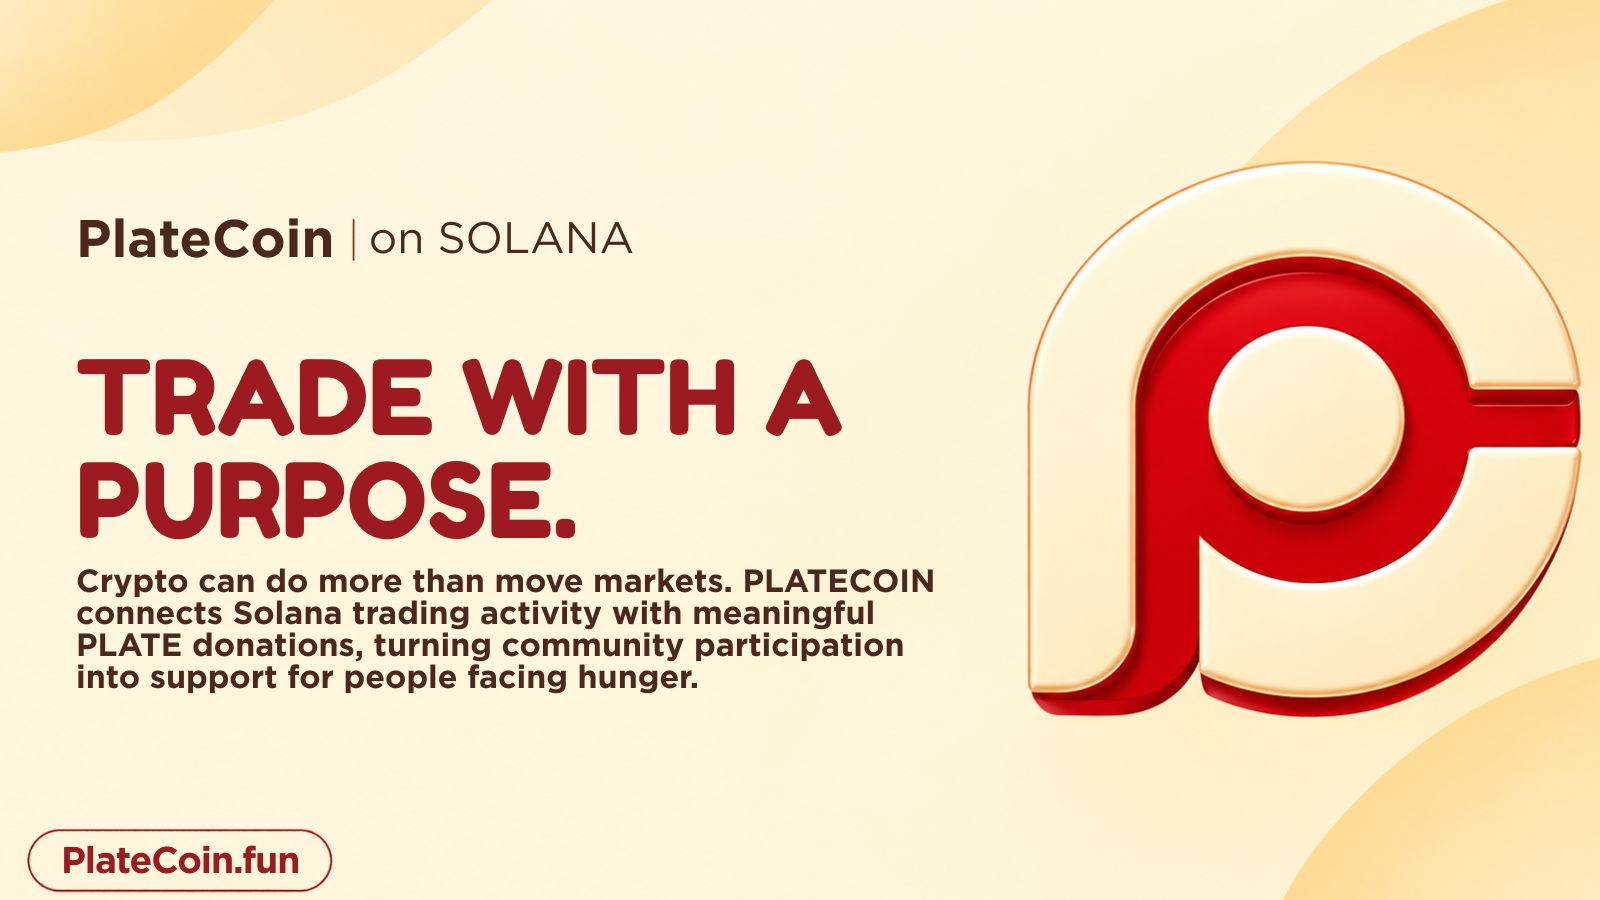 PlateCoin | on SOLANA
TRADE WITH A
PURPOSE.
Crypto can do more than move markets. PLATECOIN
connects Solana trading activity with meaningful
PLATE donations, turning community participation
into support for people facing hunger.
PlateCoin.fun